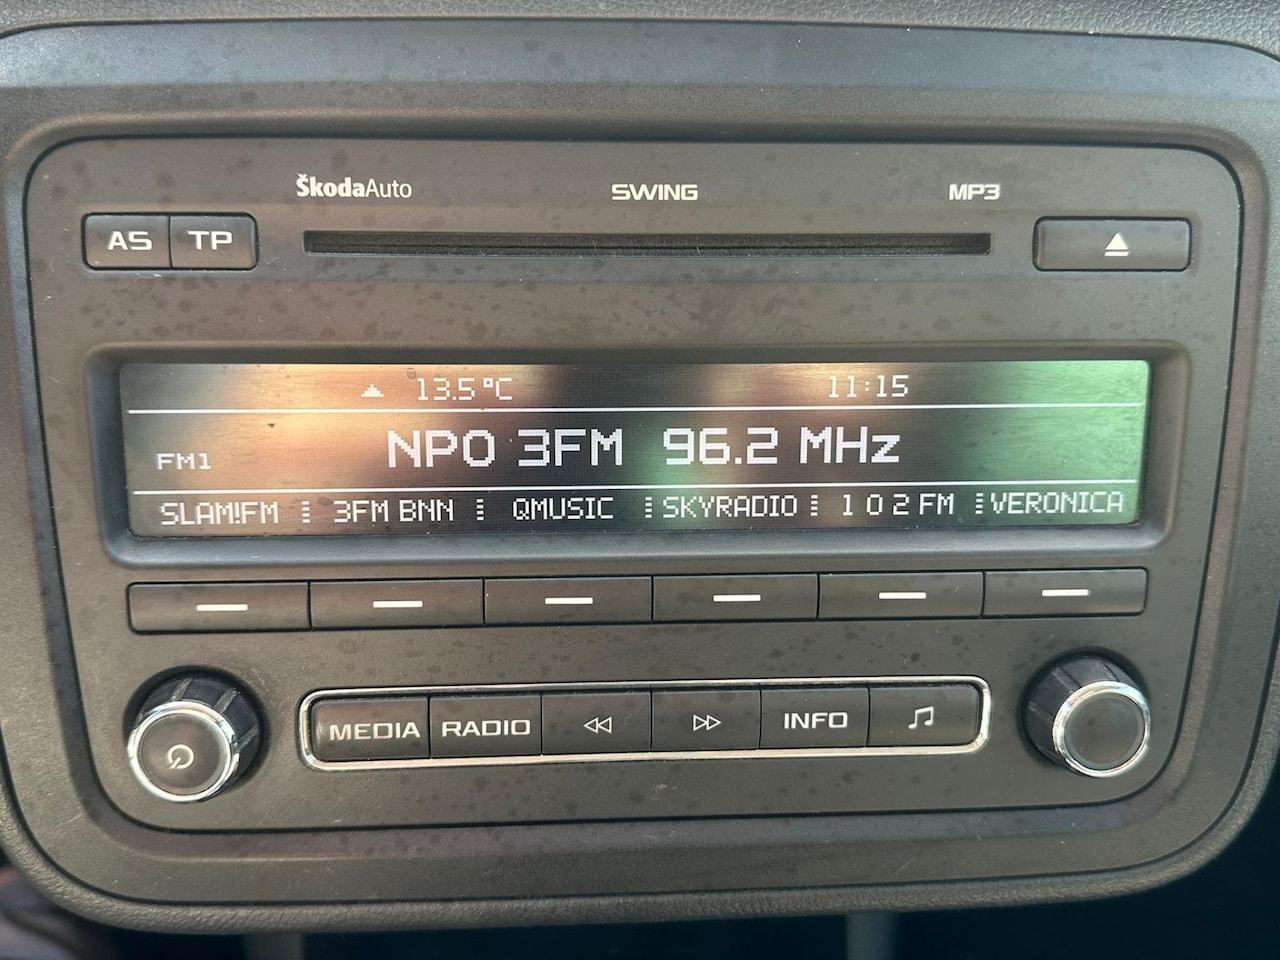 ŠkodaAuto SWING MP3
AS TP
13.5°C 11:15
FM1 NPO 3FM 96.2 MHz
SLAM!FM 3FM BNN QMUSIC SKYRADIO 1 0 2 FM VERONICA
MEDIA RADIO INFO